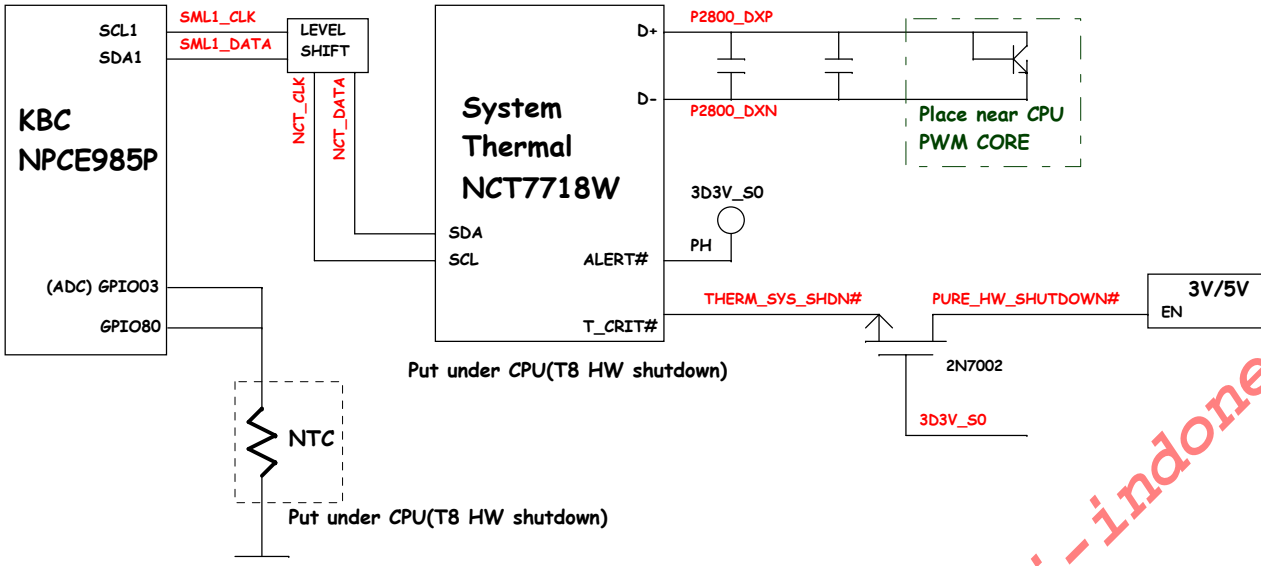 SML1_CLK
SCL1
SML1_DATA
SDA1
LEVEL
SHIFT
NCT_CLK
NCT_DATA
KBC
NPCE985P
(ADC) GPIO03
GPIO80
NTC
Put under CPU(T8 HW shutdown)
System
Thermal
NCT7718W
D+
D-
SDA
SCL
ALERT#
T_CRIT#
Put under CPU(T8 HW shutdown)
P2800_DXP
P2800_DXN
Place near CPU
PWM CORE
3D3V_S0
PH
THERM_SYS_SHDN#
PURE_HW_SHUTDOWN#
3V/5V
EN
2N7002
3D3V_S0
i-indone